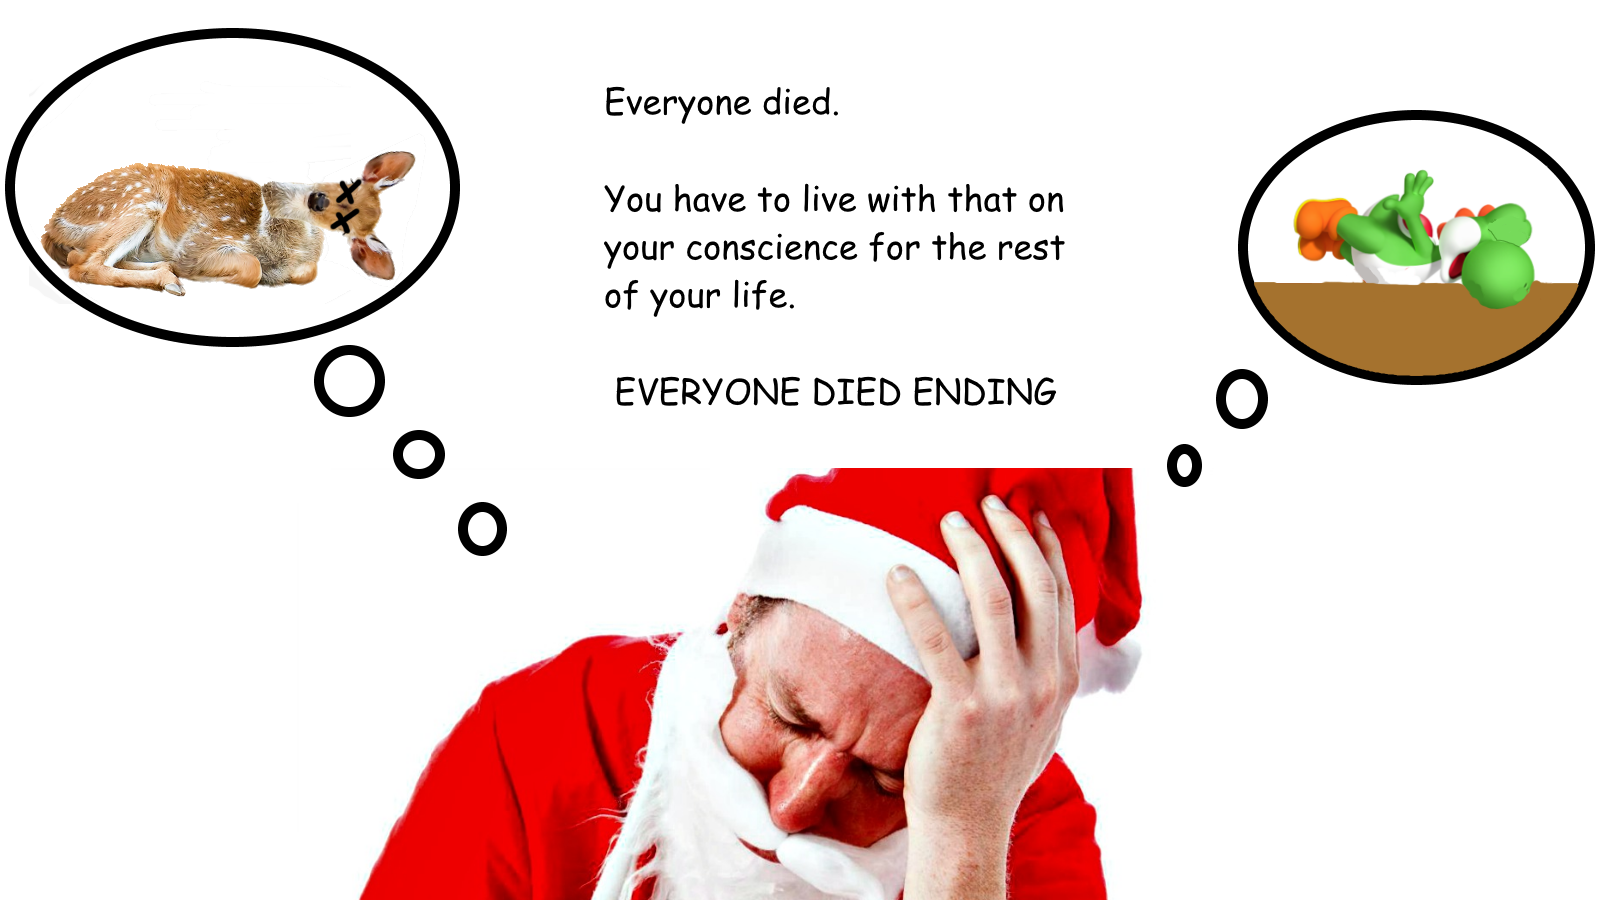 Everyone died.
You have to live with that on
your conscience for the rest
of your life.
EVERYONE DIED ENDING